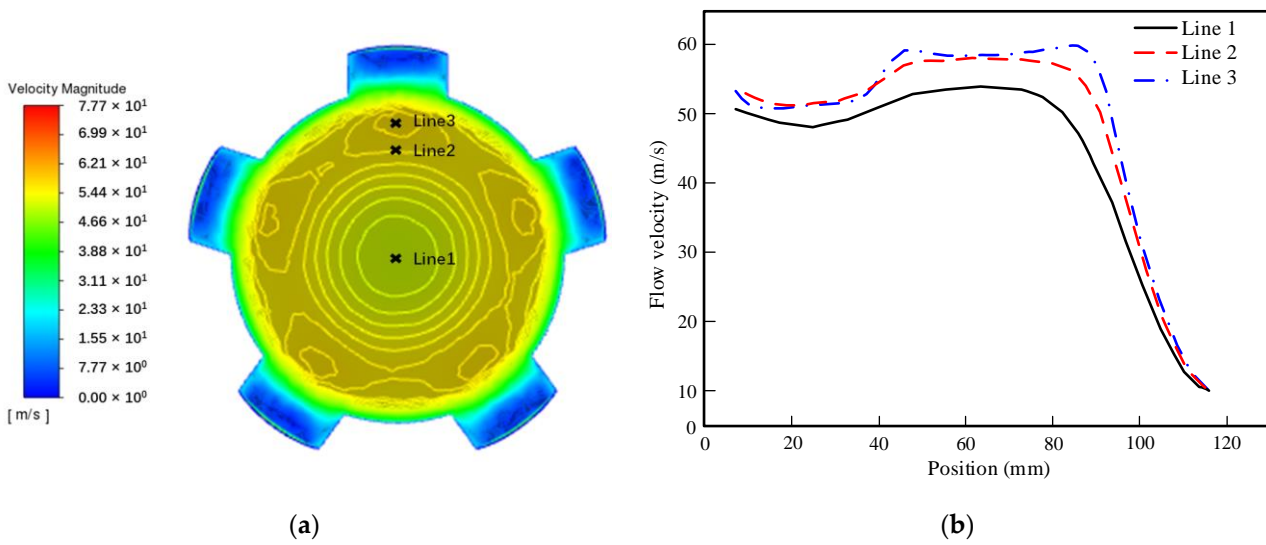 Velocity Magnitude
7.77 × 10¹
6.99 × 10¹
6.21 × 10¹
5.44 × 10¹
4.66 × 10¹
3.88 × 10¹
3.11 × 10¹
2.33 × 10¹
1.55 × 10¹
7.77 × 10⁰
0.00 × 10⁰
[ m/s ]
Line3
Line2
Line1
(a)
Flow velocity (m/s)
60
50
40
30
20
10
0
0 20 40 60 80 100 120
Position (mm)
Line 1
Line 2
Line 3
(b)